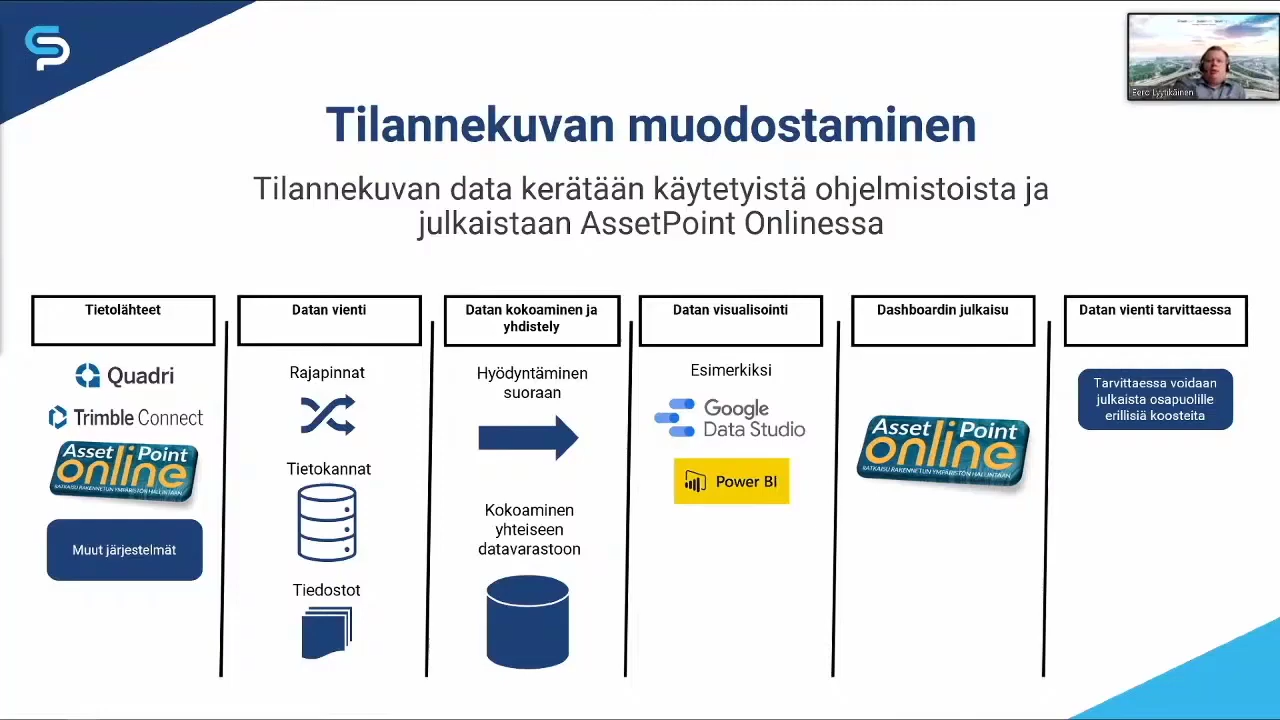 Eero Lyytikäinen
Tilannekuvan muodostaminen
Tilannekuvan data kerätään käytetyistä ohjelmistoista ja
julkaistaan AssetPoint Onlinessa
Tietolähteet
Quadri
Trimble Connect
Asset Point
online
RATKAISU RAKENNETUN YMPÄRISTÖN HALLINTAAN
Muut järjestelmät
Datan vienti
Rajapinnat
Tietokannat
Tiedostot
Datan kokoaminen ja
yhdistely
Hyödyntäminen
suoraan
Kokoaminen
yhteiseen
datavarastoon
Datan visualisointi
Esimerkiksi
Google
Data Studio
Power BI
Dashboardin julkaisu
Asset Point
online
RATKAISU RAKENNETUN YMPÄRISTÖN HALLINTAAN
Datan vienti tarvittaessa
Tarvittaessa voidaan
julkaista osapuolille
erillisiä koosteita